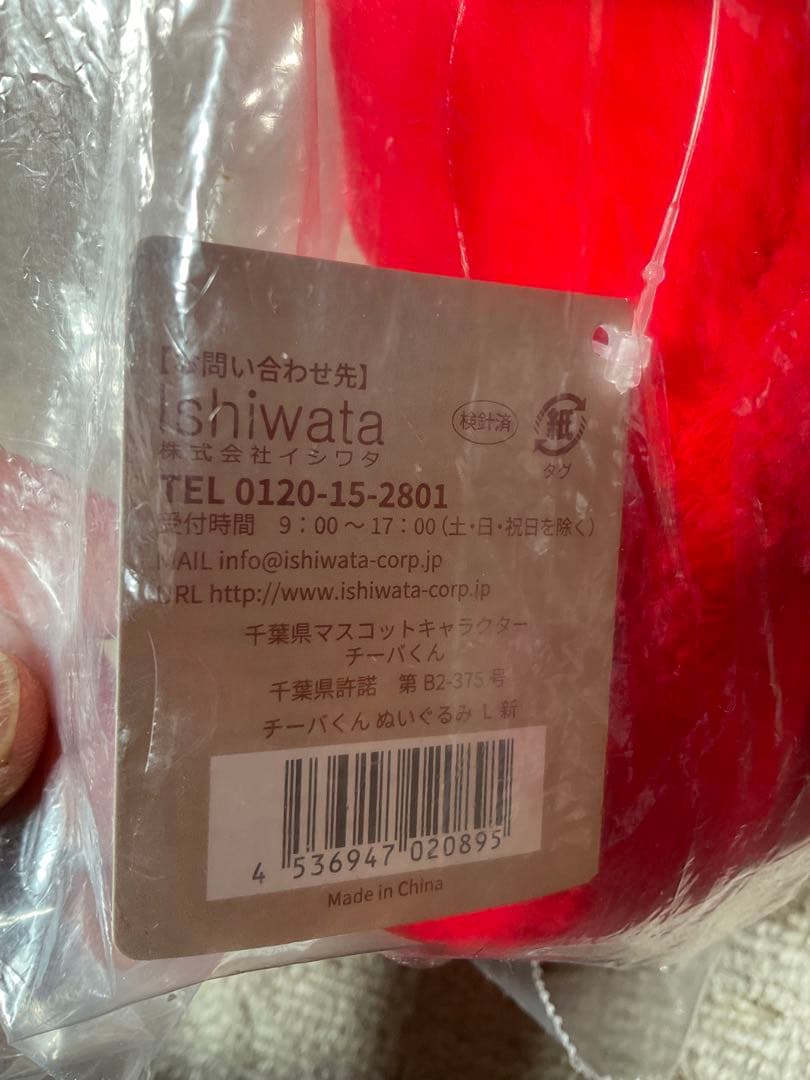 【お問い合わせ先】
ishiwata
株式会社イシワタ
検針済
紙
タグ
TEL 0120-15-2801
受付時間 9：00～17：00（土・日・祝日を除く）
MAIL info@ishiwata-corp.jp
URL http://www.ishiwata-corp.jp
千葉県マスコットキャラクター
チーバくん
千葉県許諾 第 B2-375 号
チーバくん ぬいぐるみ L 新
4 536947 020895
Made in China